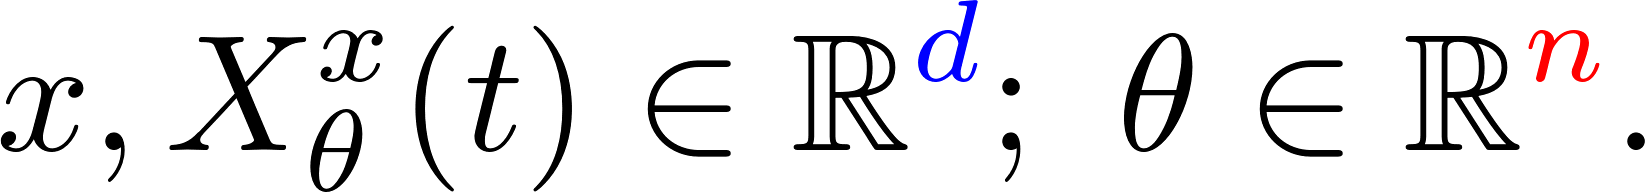 x, X_θ^x(t) ∈ ℝ^d; θ ∈ ℝ^n.